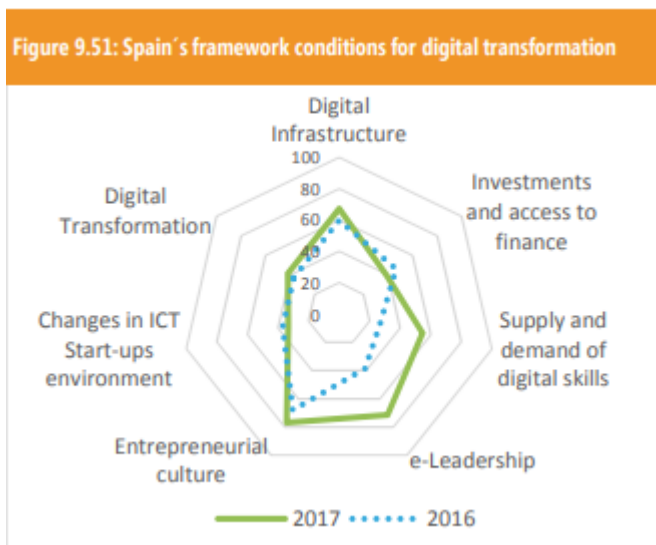 Figure 9.51: Spain´s framework conditions for digital transformation
Digital
Infrastructure
100
80
60
40
20
0
Investments
and access to
finance
Supply and
demand of
digital skills
e-Leadership
Entrepreneurial
culture
Changes in ICT
Start-ups
environment
Digital
Transformation
2017
2016